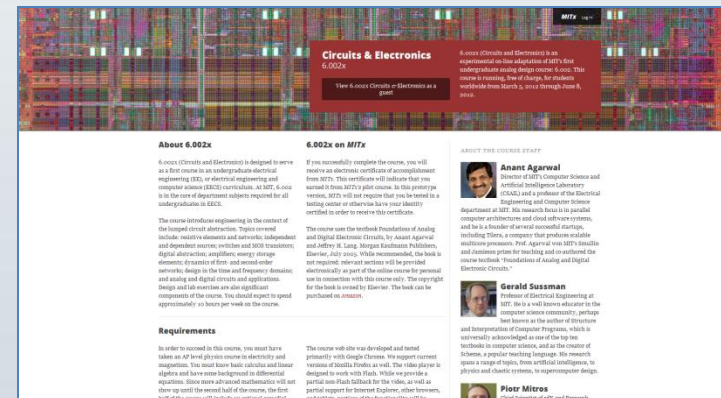 MITx Log in
Circuits & Electronics
6.002x
View 6.002x Circuits & Electronics as a
guest
6.002x (Circuits and Electronics) is an
experimental on-line adaptation of MIT's first
undergraduate analog design course: 6.002. This
course is running, free of charge, for students
worldwide from March 5, 2012 through June 8,
2012.
About 6.002x
6.002x (Circuits and Electronics) is designed to serve
as a first course in an undergraduate electrical
engineering (EE), or electrical engineering and
computer science (EECS) curriculum. At MIT, 6.002
is in the core of department subjects required for all
undergraduates in EECS.
The course introduces engineering in the context of
the lumped circuit abstraction. Topics covered
include: resistive elements and networks; independent
and dependent sources; switches and MOS transistors;
digital abstraction; amplifiers; energy storage
elements; dynamics of first- and second-order
networks; design in the time and frequency domains;
and analog and digital circuits and applications.
Design and lab exercises are also significant
components of the course. You should expect to spend
approximately 10 hours per week on the course.
6.002x on MITx
If you successfully complete the course, you will
receive an electronic certificate of accomplishment
from MITx. This certificate will indicate that you
earned it from MITx's pilot course. In this prototype
version, MITx will not require that you be tested in a
testing center or otherwise have your identity
certified in order to receive this certificate.
The course uses the textbook Foundations of Analog
and Digital Electronic Circuits, by Anant Agarwal
and Jeffrey H. Lang. Morgan Kaufmann Publishers,
Elsevier, July 2005. While recommended, the book is
not required: relevant sections will be provided
electronically as part of the online course for personal
use in connection with this course only. The copyright
for the book is owned by Elsevier. The book can be
purchased on Amazon.
Requirements
In order to succeed in this course, you must have
taken an AP level physics course in electricity and
magnetism. You must know basic calculus and linear
algebra and have some background in differential
equations. Since more advanced mathematics will not
show up until the second half of the course, the first
The course web site was developed and tested
primarily with Google Chrome. We support current
versions of Mozilla Firefox as well. The video player is
designed to work with Flash. While we provide a
partial non-Flash fallback for the video, as well as
partial support for Internet Explorer, other browsers,
ABOUT THE COURSE STAFF
Anant Agarwal
Director of MIT's Computer Science and
Artificial Intelligence Laboratory
(CSAIL) and a professor of the Electrical
Engineering and Computer Science
department at MIT. His research focus is in parallel
computer architectures and cloud software systems,
and he is a founder of several successful startups,
including Tilera, a company that produces scalable
multicore processors. Prof. Agarwal won MIT's Smullin
and Jamieson prizes for teaching and co-authored the
course textbook "Foundations of Analog and Digital
Electronic Circuits."
Gerald Sussman
Professor of Electrical Engineering at
MIT. He is a well known educator in the
computer science community, perhaps
best known as the author of Structure
and Interpretation of Computer Programs, which is
universally acknowledged as one of the top ten
textbooks in computer science, and as the creator of
Scheme, a popular teaching language. His research
spans a range of topics, from artificial intelligence, to
physics and chaotic systems, to supercomputer design.
Piotr Mitros